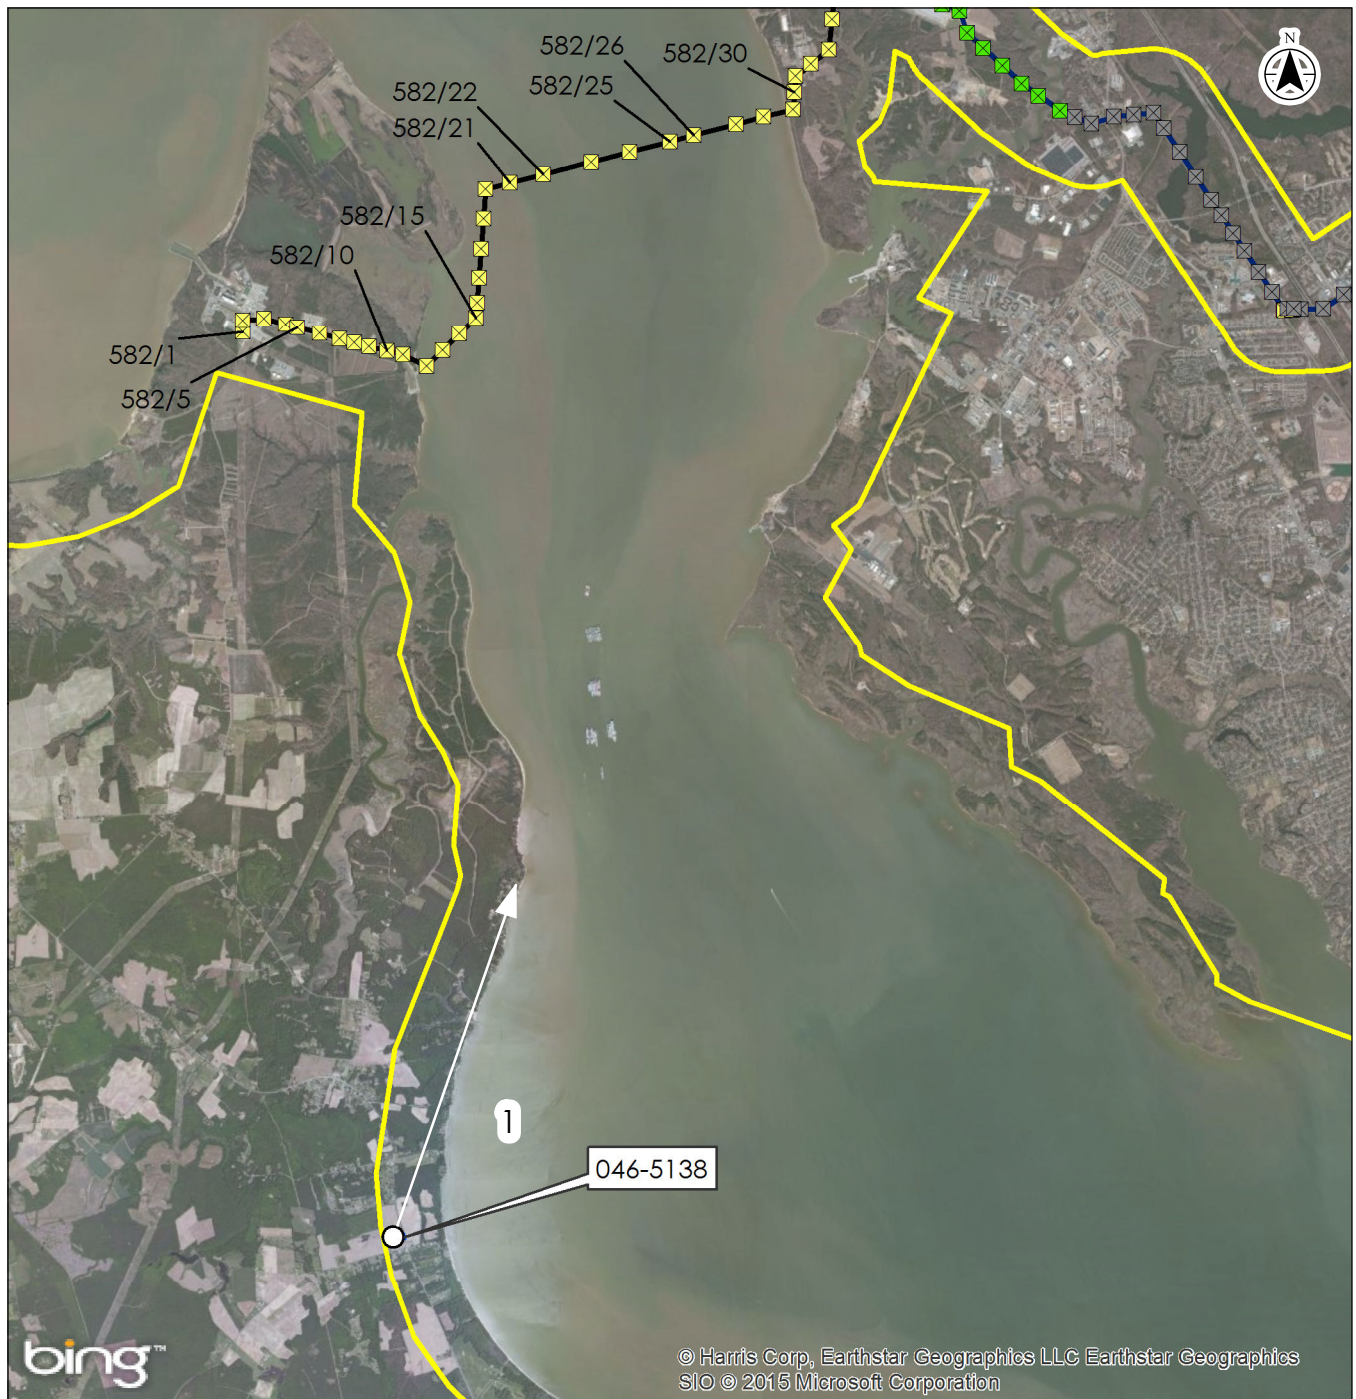 N
582/26
582/30
582/25
582/22
582/21
582/15
582/10
582/1
582/5
1
046-5138
bing™
© Harris Corp, Earthstar Geographics LLC Earthstar Geographics
SIO © 2015 Microsoft Corporation